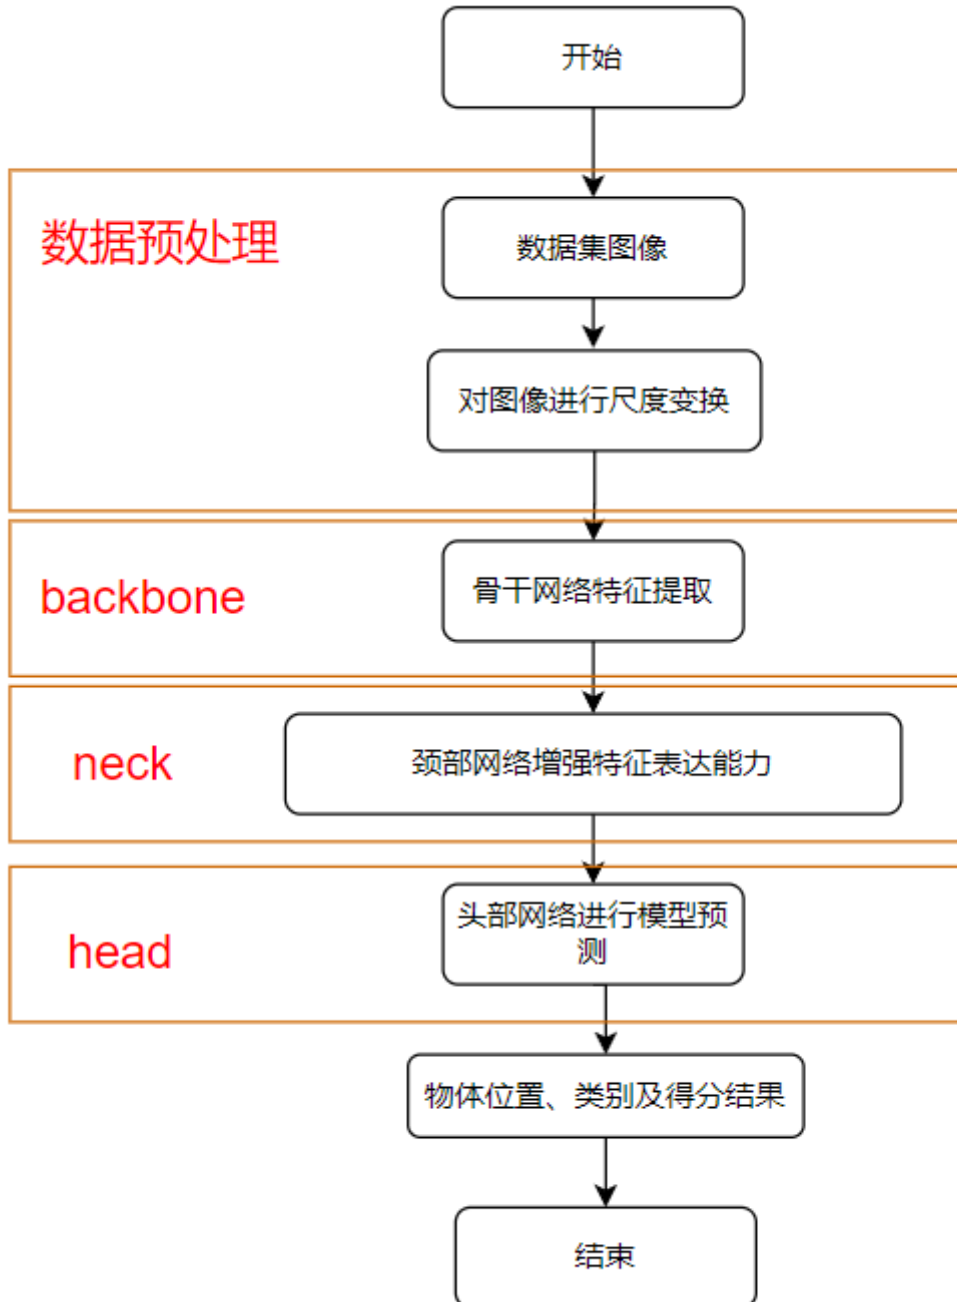 开始
数据预处理
数据集图像
对图像进行尺度变换
backbone
骨干网络特征提取
neck
颈部网络增强特征表达能力
head
头部网络进行模型预
测
物体位置、类别及得分结果
结束